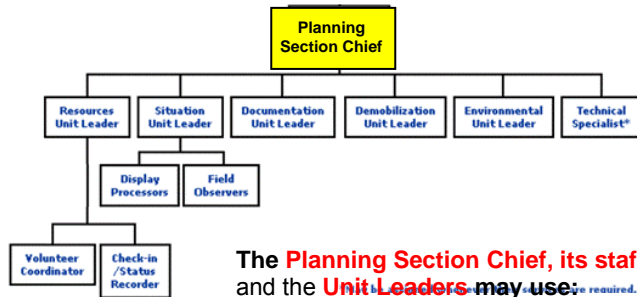 Planning
Section Chief
Resources
Unit Leader
Situation
Unit Leader
Documentation
Unit Leader
Demobilization
Unit Leader
Environmental
Unit Leader
Technical
Specialist*
Display
Processors
Field
Observers
Volunteer
Coordinator
Check-in
/Status
Recorder
The Planning Section Chief, its staf
and the Unit Leaders may use:
are required.